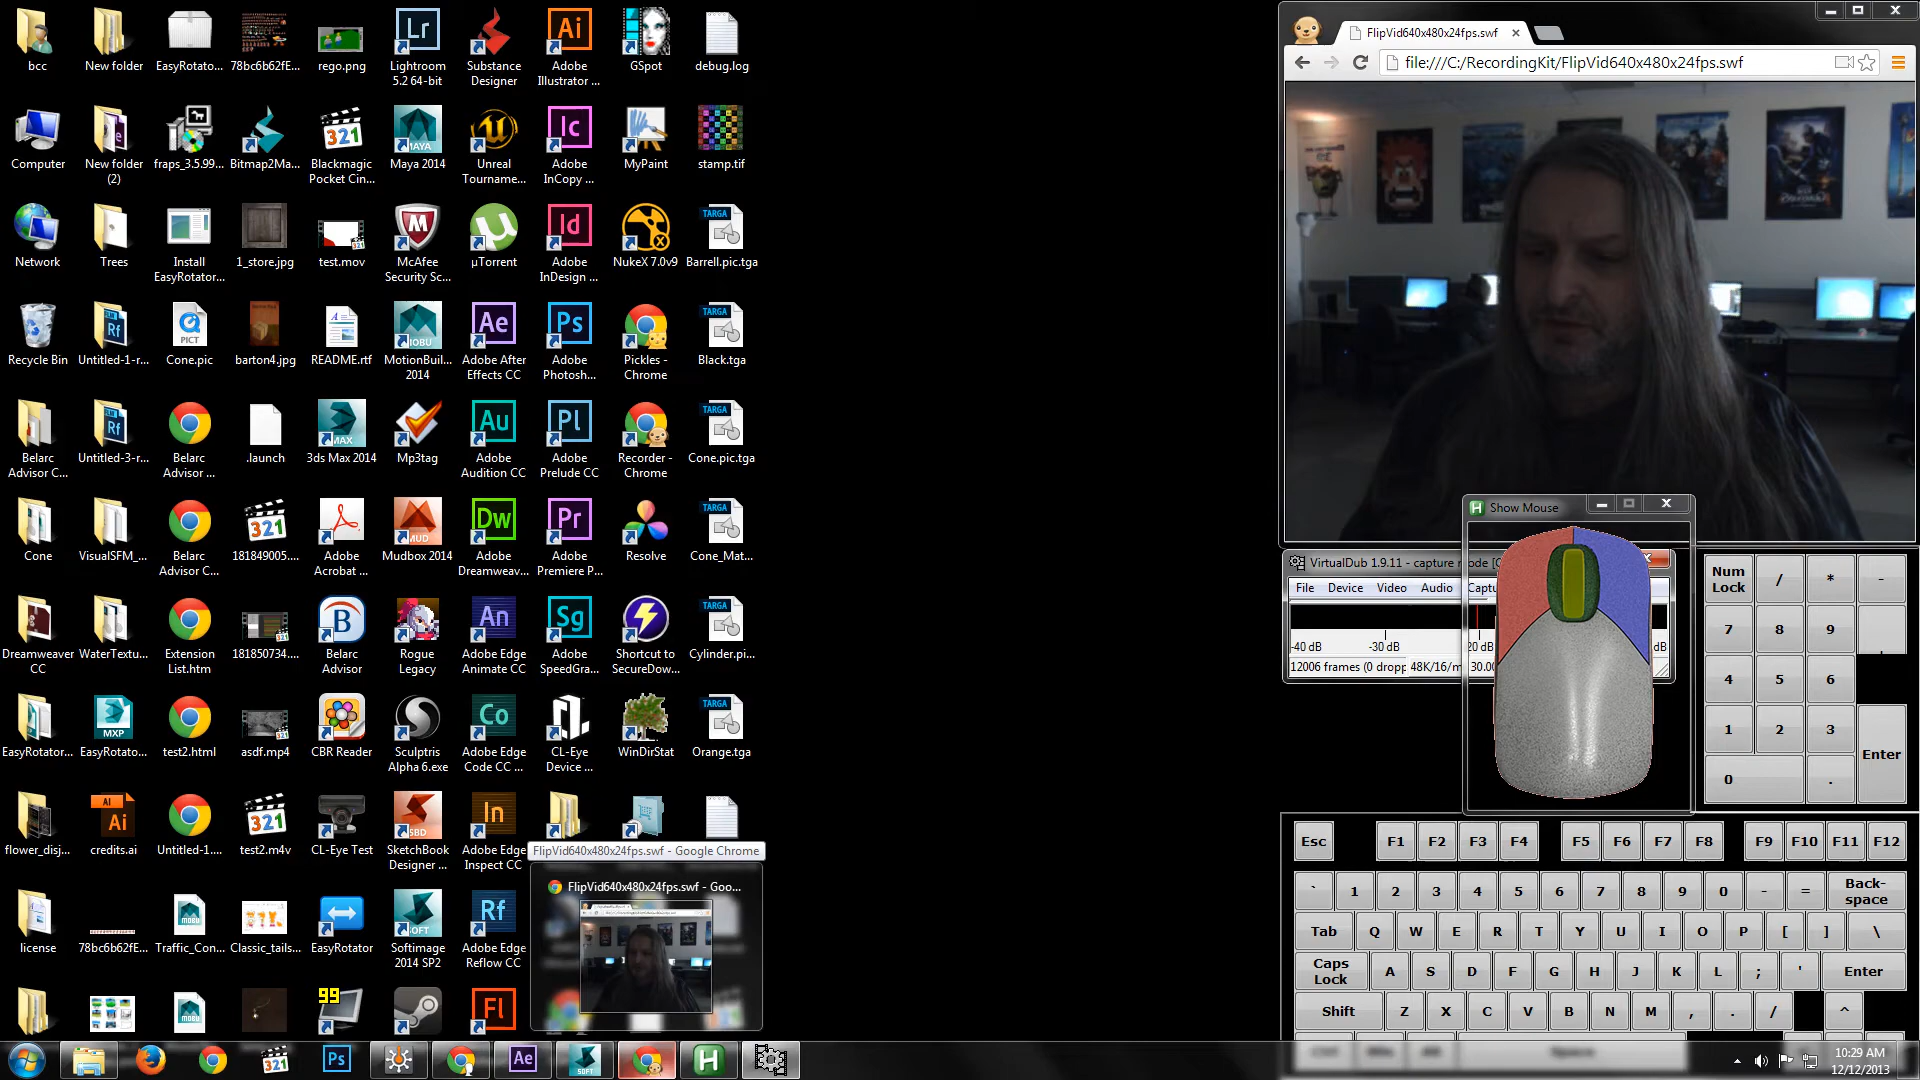 bcc
New folder
EasyRotato...
78bc6b62fE...
rego.png
Lightroom
5.2 64-bit
Substance
Designer
Adobe
Illustrator ...
GSpot
debug.log
Computer
New folder
(2)
fraps_3.5.99...
Bitmap2Ma...
Blackmagic
Pocket Cin...
Maya 2014
Unreal
Tourname...
Adobe
InCopy ...
MyPaint
stamp.tif
Network
Trees
Install
EasyRotator...
1_store.jpg
test.mov
McAfee
Security Sc...
µTorrent
Adobe
InDesign ...
NukeX 7.0v9
Barrell.pic.tga
Recycle Bin
Untitled-1-r...
Cone.pic
barton4.jpg
README.rtf
MotionBuil...
2014
Adobe After
Effects CC
Adobe
Photosh...
Pickles -
Chrome
Black.tga
Belarc
Advisor C...
Untitled-3-r...
Belarc
Advisor ...
.launch
3ds Max 2014
Mp3tag
Adobe
Audition CC
Adobe
Prelude CC
Recorder -
Chrome
Cone.pic.tga
Cone
VisualSFM_...
Belarc
Advisor C...
181849005....
Adobe
Acrobat ...
Mudbox 2014
Adobe
Dreamweav...
Adobe
Premiere P...
Resolve
Cone_Mat...
Dreamweaver
CC
WaterTextu...
Extension
List.htm
181850734....
Belarc
Advisor
Rogue
Legacy
Adobe Edge
Animate CC
Adobe
SpeedGra...
Shortcut to
SecureDow...
Cylinder.pi...
EasyRotator...
EasyRotato...
test2.html
asdf.mp4
CBR Reader
Sculptris
Alpha 6.exe
Adobe Edge
Code CC ...
CL-Eye
Device ...
WinDirStat
Orange.tga
flower_disj...
credits.ai
Untitled-1....
test2.m4v
CL-Eye Test
SketchBook
Designer ...
Adobe Edge
Inspect CC
license
78bc6b62fE...
Traffic_Con...
Classic_tails...
EasyRotator
Softimage
2014 SP2
Adobe Edge
Reflow CC
99
FlipVid640x480x24fps.swf - Google Chrome
FlipVid640x480x24fps.swf - Goo...
FlipVid640x480x24fps.swf
file:///C:/RecordingKit/FlipVid640x480x24fps.swf
Show Mouse
VirtualDub 1.9.11 - capture mode [
File Device Video Audio Captu
-40 dB -30 dB 20 dB dB
12006 frames (0 dropp 48K/16/m 30.00
Num
Lock / * -
7 8 9
4 5 6
1 2 3
Enter
0 .
Esc F1 F2 F3 F4 F5 F6 F7 F8 F9 F10 F11 F12
` 1 2 3 4 5 6 7 8 9 0 - = Back-
space
Tab Q W E R T Y U I O P [ ] \
Caps
Lock A S D F G H J K L ; ' Enter
Shift Z X C V B N M , . / ^
10:29 AM
12/12/2013